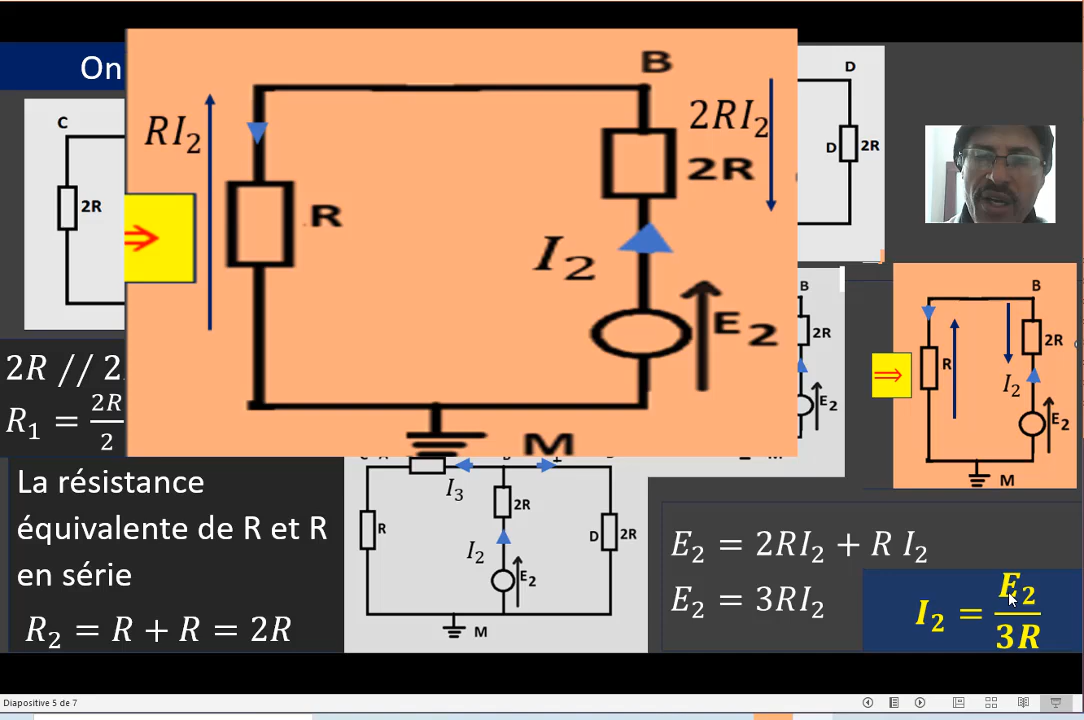 On
C
2R
RI₂
R
B
2RI₂
2R
I₂
E₂
M
D
D
2R
2R // 2
R₁ = 2R/2
La résistance
équivalente de R et R
en série
R₂ = R + R = 2R
R
I₃
B
2R
I₂
E₂
D
2R
M
B
2R
E₂
B
R
2R
I₂
E₂
M
E₂ = 2RI₂ + R I₂
E₂ = 3RI₂
I₂ = E₂/3R
Diapositive 5 de 7